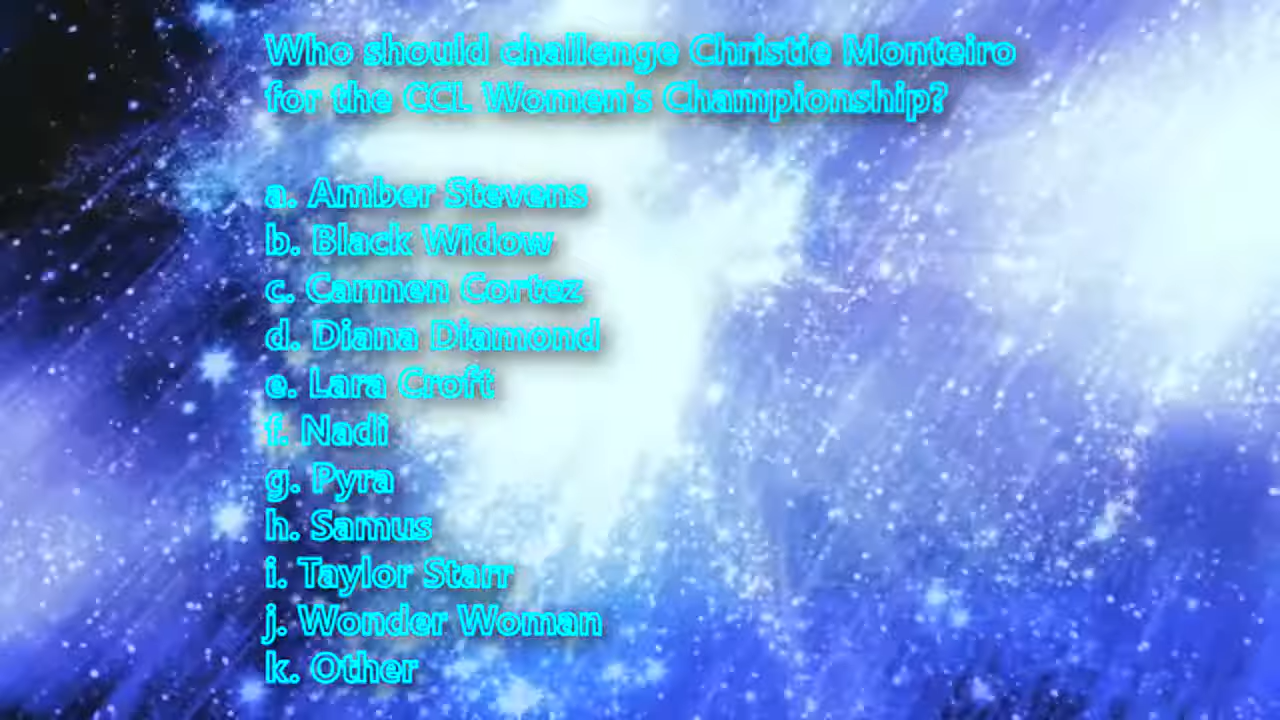 Who should challenge Christie Monteiro
for the CCL Women's Championship?
a. Amber Stevens
b. Black Widow
c. Carmen Cortez
d. Diana Diamond
e. Lara Croft
f. Nadi
g. Pyra
h. Samus
i. Taylor Starr
j. Wonder Woman
k. Other